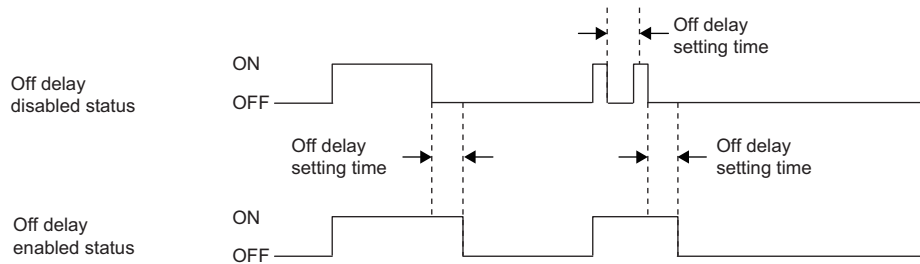 Off delay
setting time
ON
Off delay
disabled status
OFF
Off delay
setting time
Off delay
setting time
ON
Off delay
enabled status
OFF